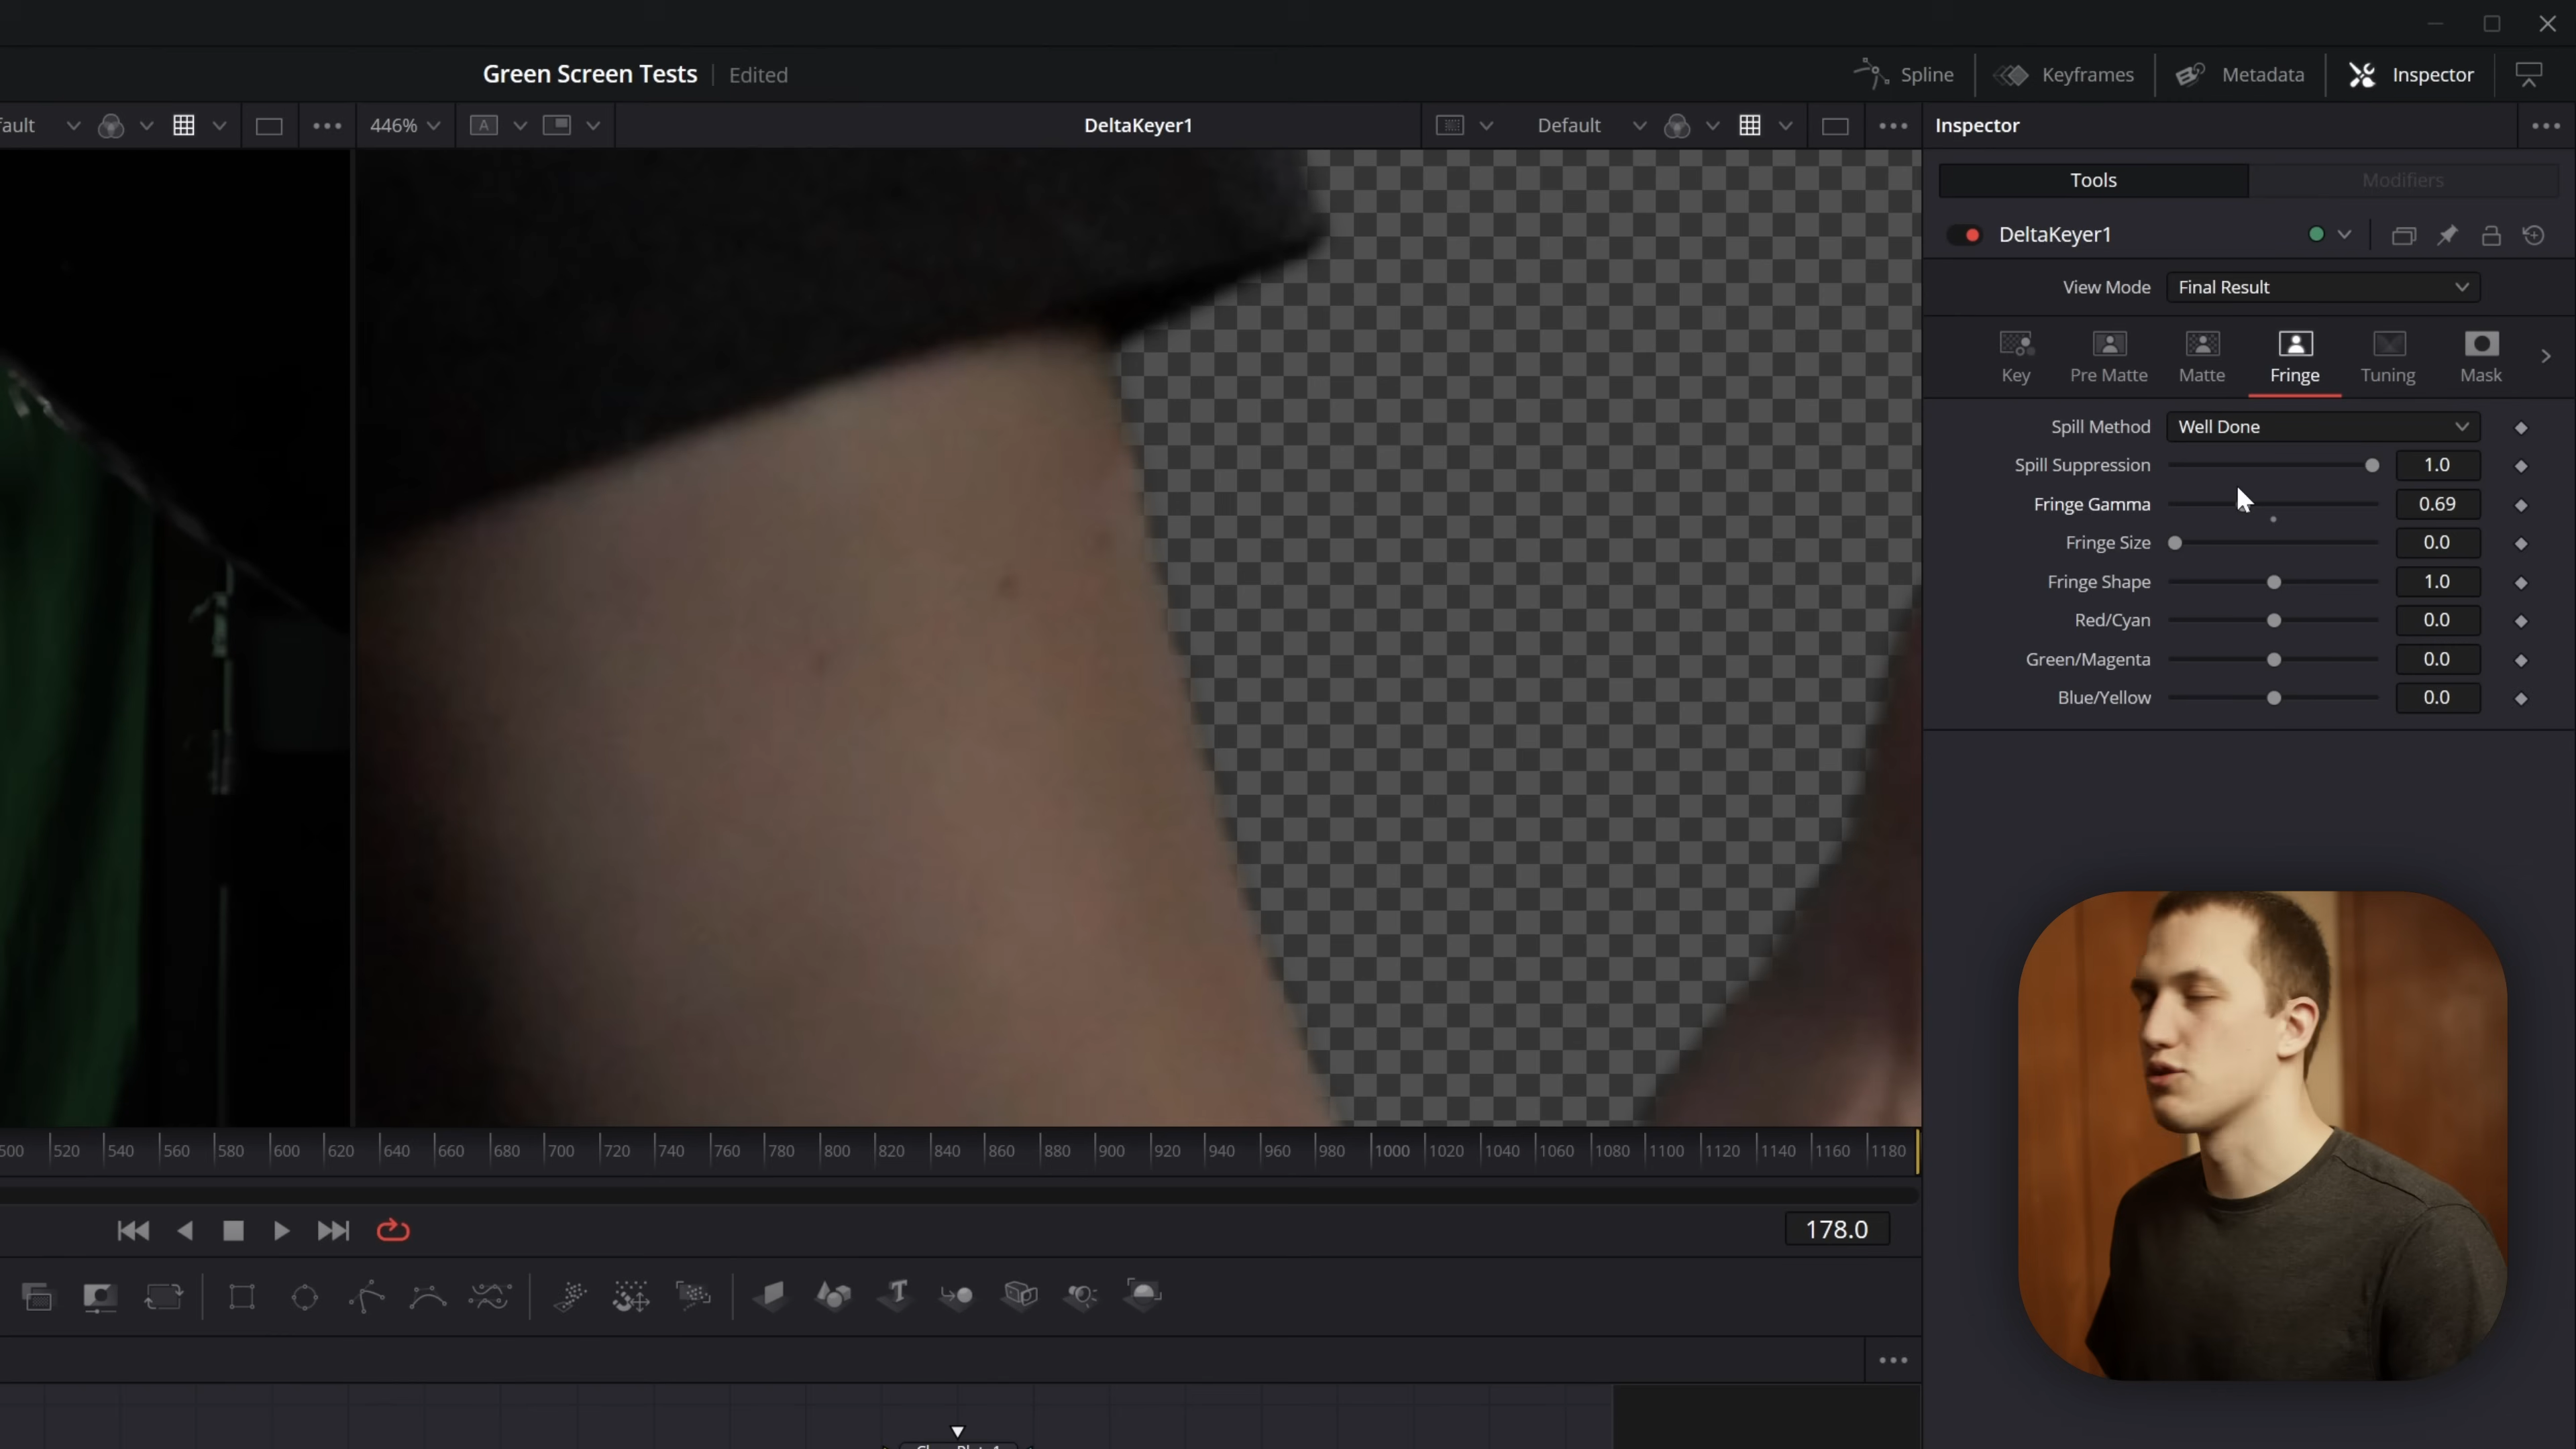 Green Screen Tests Edited Spline Keyframes Metadata Inspector
fault 446% A DeltaKeyer1 Default Inspector
Tools Modifiers
DeltaKeyer1
View Mode Final Result
Key Pre Matte Matte Fringe Tuning Mask
Spill Method Well Done
Spill Suppression 1.0
Fringe Gamma 0.69
Fringe Size 0.0
Fringe Shape 1.0
Red/Cyan 0.0
Green/Magenta 0.0
Blue/Yellow 0.0
500 520 540 560 580 600 620 640 660 680 700 720 740 760 780 800 820 840 860 880 900 920 940 960 980 1000 1020 1040 1060 1080 1100 1120 1140 1160 1180
178.0
T